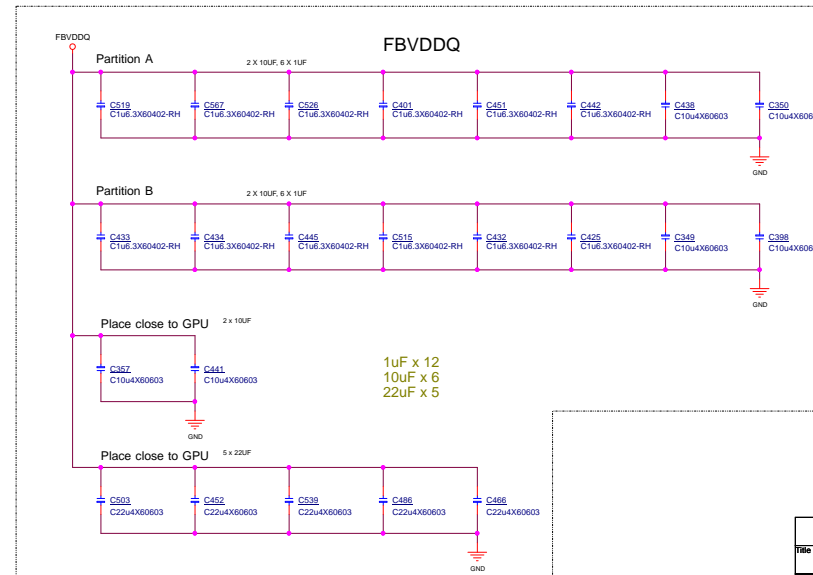 FBVDDQ
FBVDDQ
Partition A
2 X 10UF, 6 X 1UF
C519 C567 C526 C401 C451 C442 C438 C350
C1u6.3X60402-RH C1u6.3X60402-RH C1u6.3X60402-RH C1u6.3X60402-RH C1u6.3X60402-RH C1u6.3X60402-RH C10u4X60603 C10u4X606
GND
Partition B
2 X 10UF, 6 X 1UF
C433 C434 C445 C515 C432 C425 C349 C398
C1u6.3X60402-RH C1u6.3X60402-RH C1u6.3X60402-RH C1u6.3X60402-RH C1u6.3X60402-RH C1u6.3X60402-RH C10u4X60603 C10u4X606
GND
Place close to GPU
2 x 10UF
C357 C441
C10u4X60603 C10u4X60603
GND
1uF x 12
10uF x 6
22uF x 5
Place close to GPU
5 x 22UF
C503 C452 C539 C486 C466
C22u4X60603 C22u4X60603 C22u4X60603 C22u4X60603 C22u4X60603
GND
Title